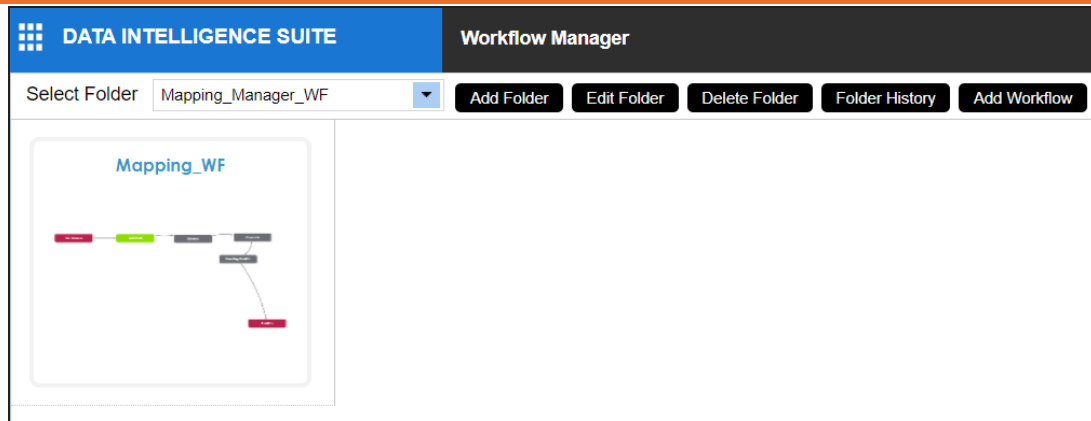 DATA INTELLIGENCE SUITE
Workflow Manager
Select Folder Mapping_Manager_WF Add Folder Edit Folder Delete Folder Folder History Add Workflow
Mapping_WF